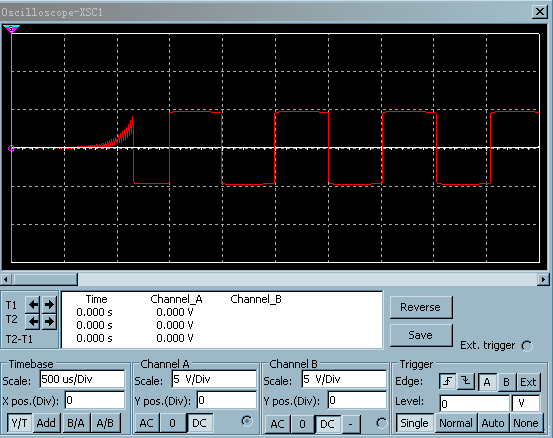 Oscilloscope-XSC1
Time Channel_A Channel_B
T1 0.000 s 0.000 V
T2 0.000 s 0.000 V
T2-T1 0.000 s 0.000 V
Reverse
Save
Ext. trigger
Timebase
Scale: 500 us/Div
X pos.(Div): 0
Y/T Add B/A A/B
Channel A
Scale: 5 V/Div
Y pos.(Div): 0
AC 0 DC
Channel B
Scale: 5 V/Div
Y pos.(Div): 0
AC 0 DC -
Trigger
Edge: A B Ext
Level: 0 V
Single Normal Auto None